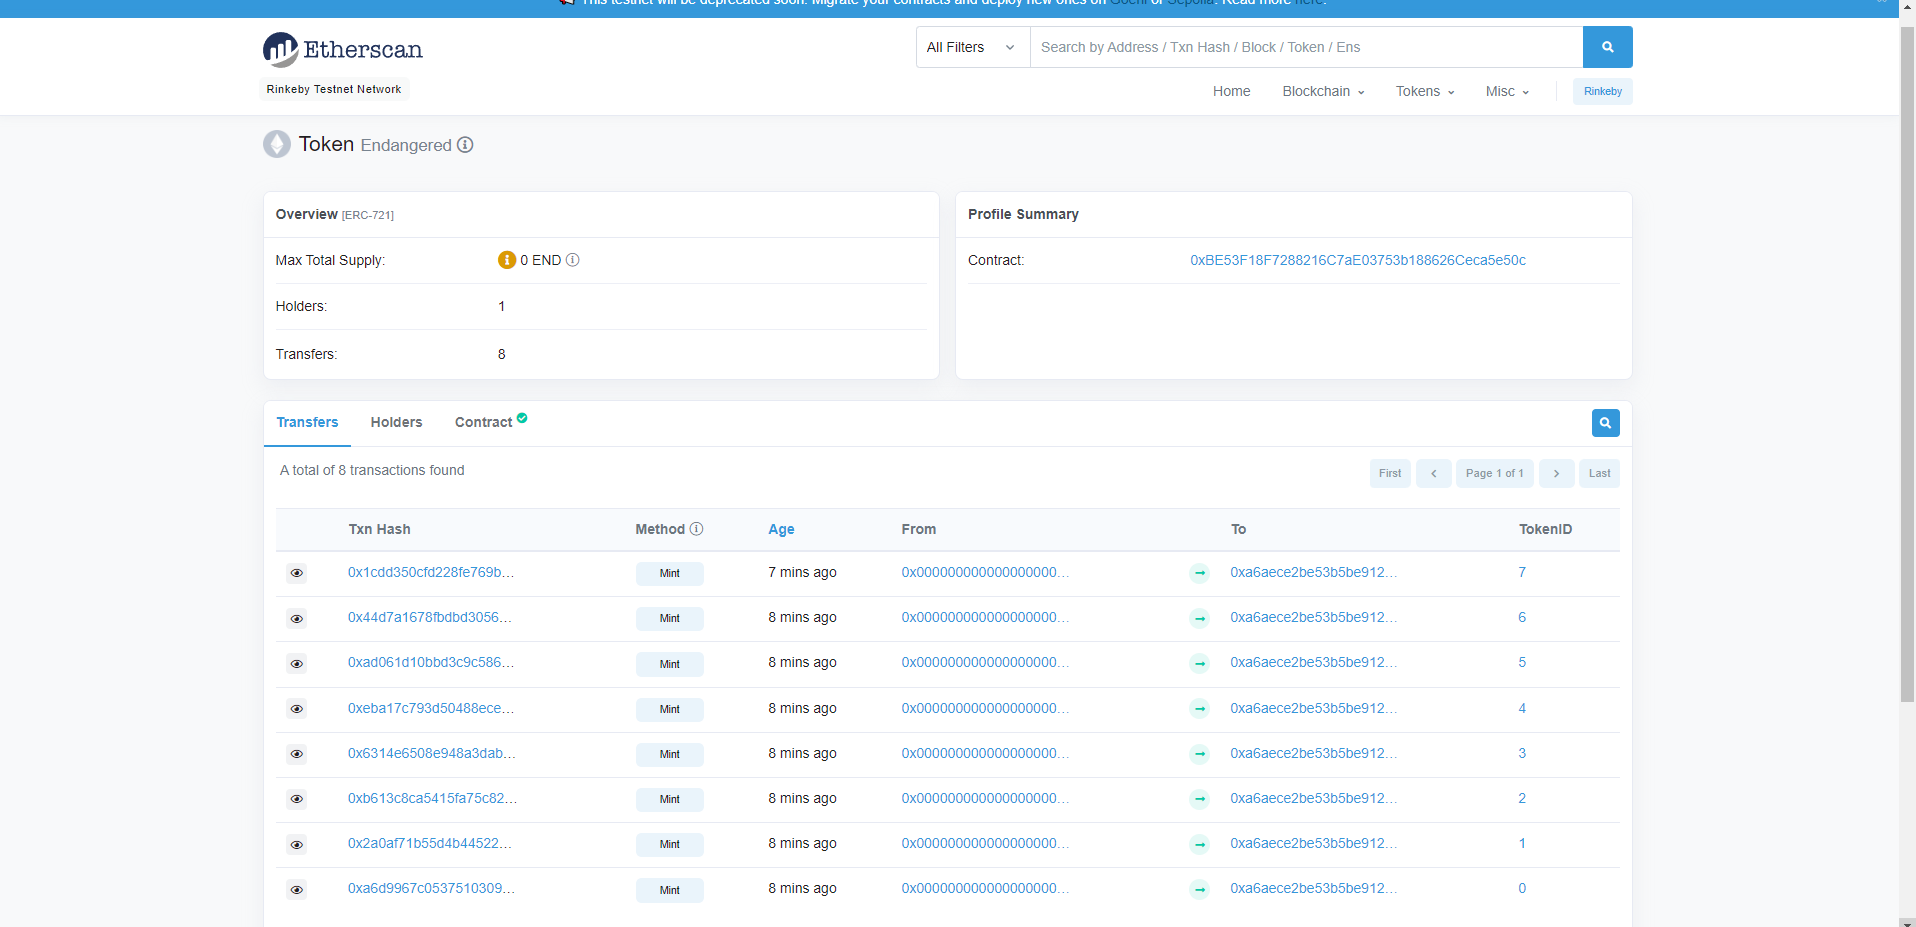 This testnet will be deprecated soon. Migrate your contracts and deploy new ones on Goerli or Sepolia. Read more here.
Etherscan
All Filters
Search by Address / Txn Hash / Block / Token / Ens
Rinkeby Testnet Network
Home Blockchain Tokens Misc Rinkeby
Token Endangered
Overview [ERC-721]
Max Total Supply: 0 END
Holders: 1
Transfers: 8
Profile Summary
Contract: 0xBE53F18F7288216C7aE03753b188626Ceca5e50c
Transfers Holders Contract
A total of 8 transactions found
First Page 1 of 1 Last
Txn Hash Method Age From To TokenID
0x1cdd350cfd228fe769b... Mint 7 mins ago 0x000000000000000000... 0xa6aece2be53b5be912... 7
0x44d7a1678fbdbd3056... Mint 8 mins ago 0x000000000000000000... 0xa6aece2be53b5be912... 6
0xad061d10bbd3c9c586... Mint 8 mins ago 0x000000000000000000... 0xa6aece2be53b5be912... 5
0xeba17c793d50488ece... Mint 8 mins ago 0x000000000000000000... 0xa6aece2be53b5be912... 4
0x6314e6508e948a3dab... Mint 8 mins ago 0x000000000000000000... 0xa6aece2be53b5be912... 3
0xb613c8ca5415fa75c82... Mint 8 mins ago 0x000000000000000000... 0xa6aece2be53b5be912... 2
0x2a0af71b55d4b44522... Mint 8 mins ago 0x000000000000000000... 0xa6aece2be53b5be912... 1
0xa6d9967c0537510309... Mint 8 mins ago 0x000000000000000000... 0xa6aece2be53b5be912... 0